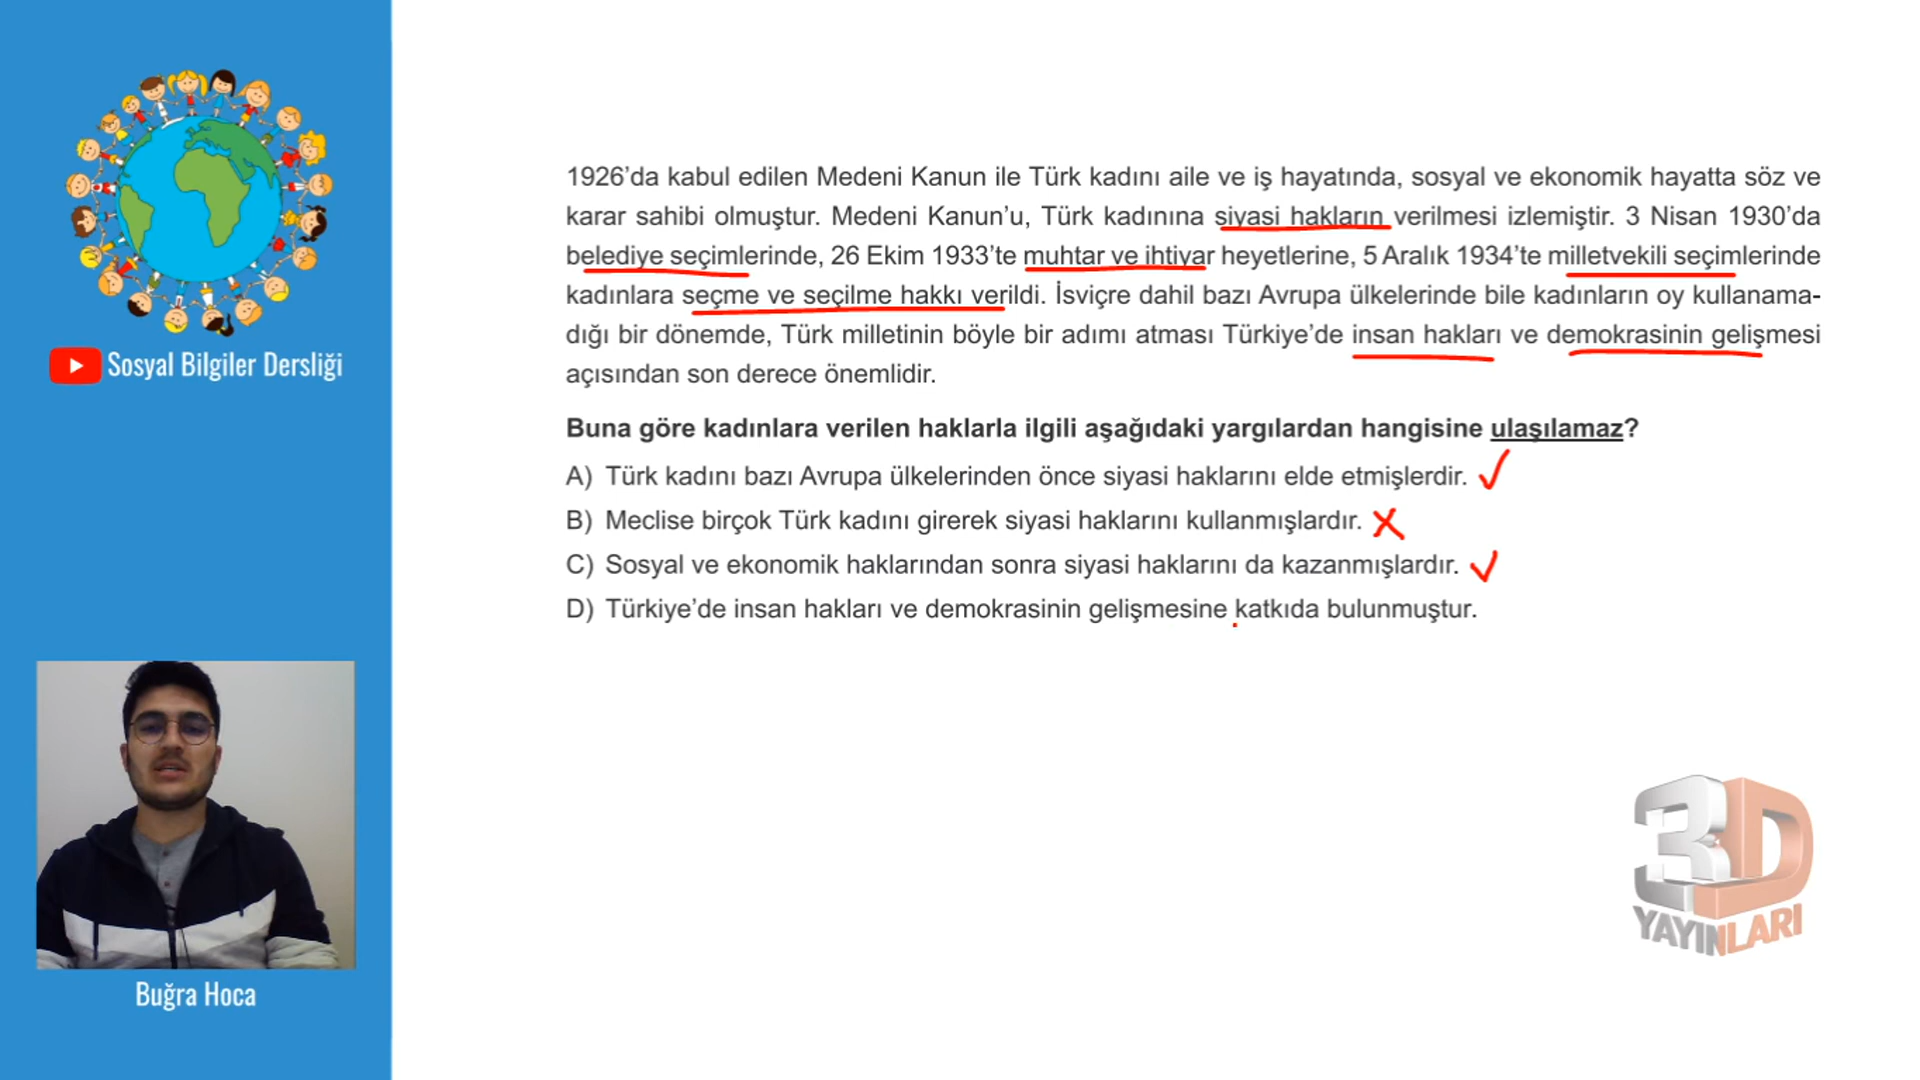 Sosyal Bilgiler Dersliği
Buğra Hoca
1926’da kabul edilen Medeni Kanun ile Türk kadını aile ve iş hayatında, sosyal ve ekonomik hayatta söz ve
karar sahibi olmuştur. Medeni Kanun’u, Türk kadınına siyasi hakların verilmesi izlemiştir. 3 Nisan 1930’da
belediye seçimlerinde, 26 Ekim 1933’te muhtar ve ihtiyar heyetlerine, 5 Aralık 1934’te milletvekili seçimlerinde
kadınlara seçme ve seçilme hakkı verildi. İsviçre dahil bazı Avrupa ülkelerinde bile kadınların oy kullanama-
dığı bir dönemde, Türk milletinin böyle bir adımı atması Türkiye’de insan hakları ve demokrasinin gelişmesi
açısından son derece önemlidir.
Buna göre kadınlara verilen haklarla ilgili aşağıdaki yargılardan hangisine ulaşılamaz?
A) Türk kadını bazı Avrupa ülkelerinden önce siyasi haklarını elde etmişlerdir.
B) Meclise birçok Türk kadını girerek siyasi haklarını kullanmışlardır.
C) Sosyal ve ekonomik haklarından sonra siyasi haklarını da kazanmışlardır.
D) Türkiye’de insan hakları ve demokrasinin gelişmesine katkıda bulunmuştur.
3D
YAYINLARI